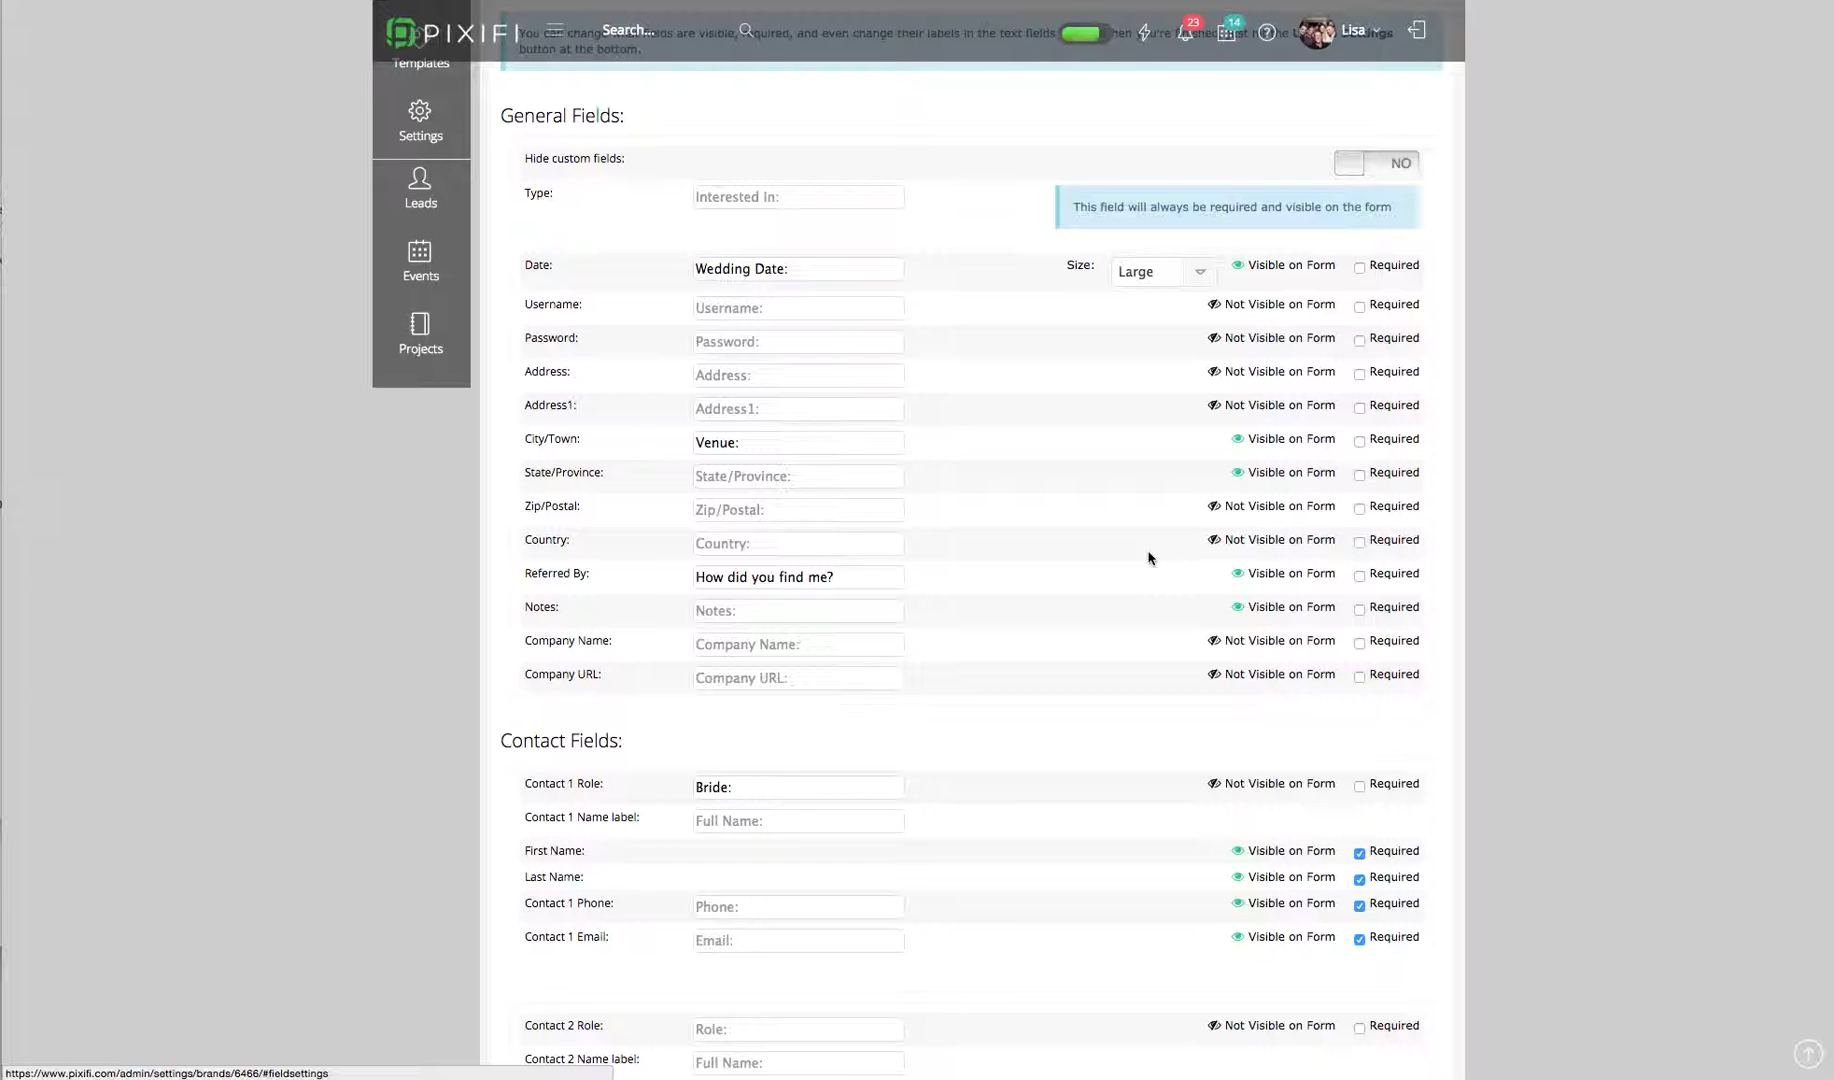 PIXIFI
Search...
23
14
Lisa
You can change what fields are visible, required, and even change their labels in the text fields
button at the bottom.
Templates
Settings
Leads
Events
Projects
General Fields:
Hide custom fields:
NO
Type:
Interested In:
This field will always be required and visible on the form
Date:
Wedding Date:
Size:
Large
Visible on Form
Required
Username:
Username:
Not Visible on Form
Required
Password:
Password:
Not Visible on Form
Required
Address:
Address:
Not Visible on Form
Required
Address1:
Address1:
Not Visible on Form
Required
City/Town:
Venue:
Visible on Form
Required
State/Province:
State/Province:
Visible on Form
Required
Zip/Postal:
Zip/Postal:
Not Visible on Form
Required
Country:
Country:
Not Visible on Form
Required
Referred By:
How did you find me?
Visible on Form
Required
Notes:
Notes:
Visible on Form
Required
Company Name:
Company Name:
Not Visible on Form
Required
Company URL:
Company URL:
Not Visible on Form
Required
Contact Fields:
Contact 1 Role:
Bride:
Not Visible on Form
Required
Contact 1 Name label:
Full Name:
First Name:
Visible on Form
Required
Last Name:
Visible on Form
Required
Contact 1 Phone:
Phone:
Visible on Form
Required
Contact 1 Email:
Email:
Visible on Form
Required
Contact 2 Role:
Role:
Not Visible on Form
Required
Contact 2 Name label:
Full Name:
https://www.pixifi.com/admin/settings/brands/6466/#fieldsettings